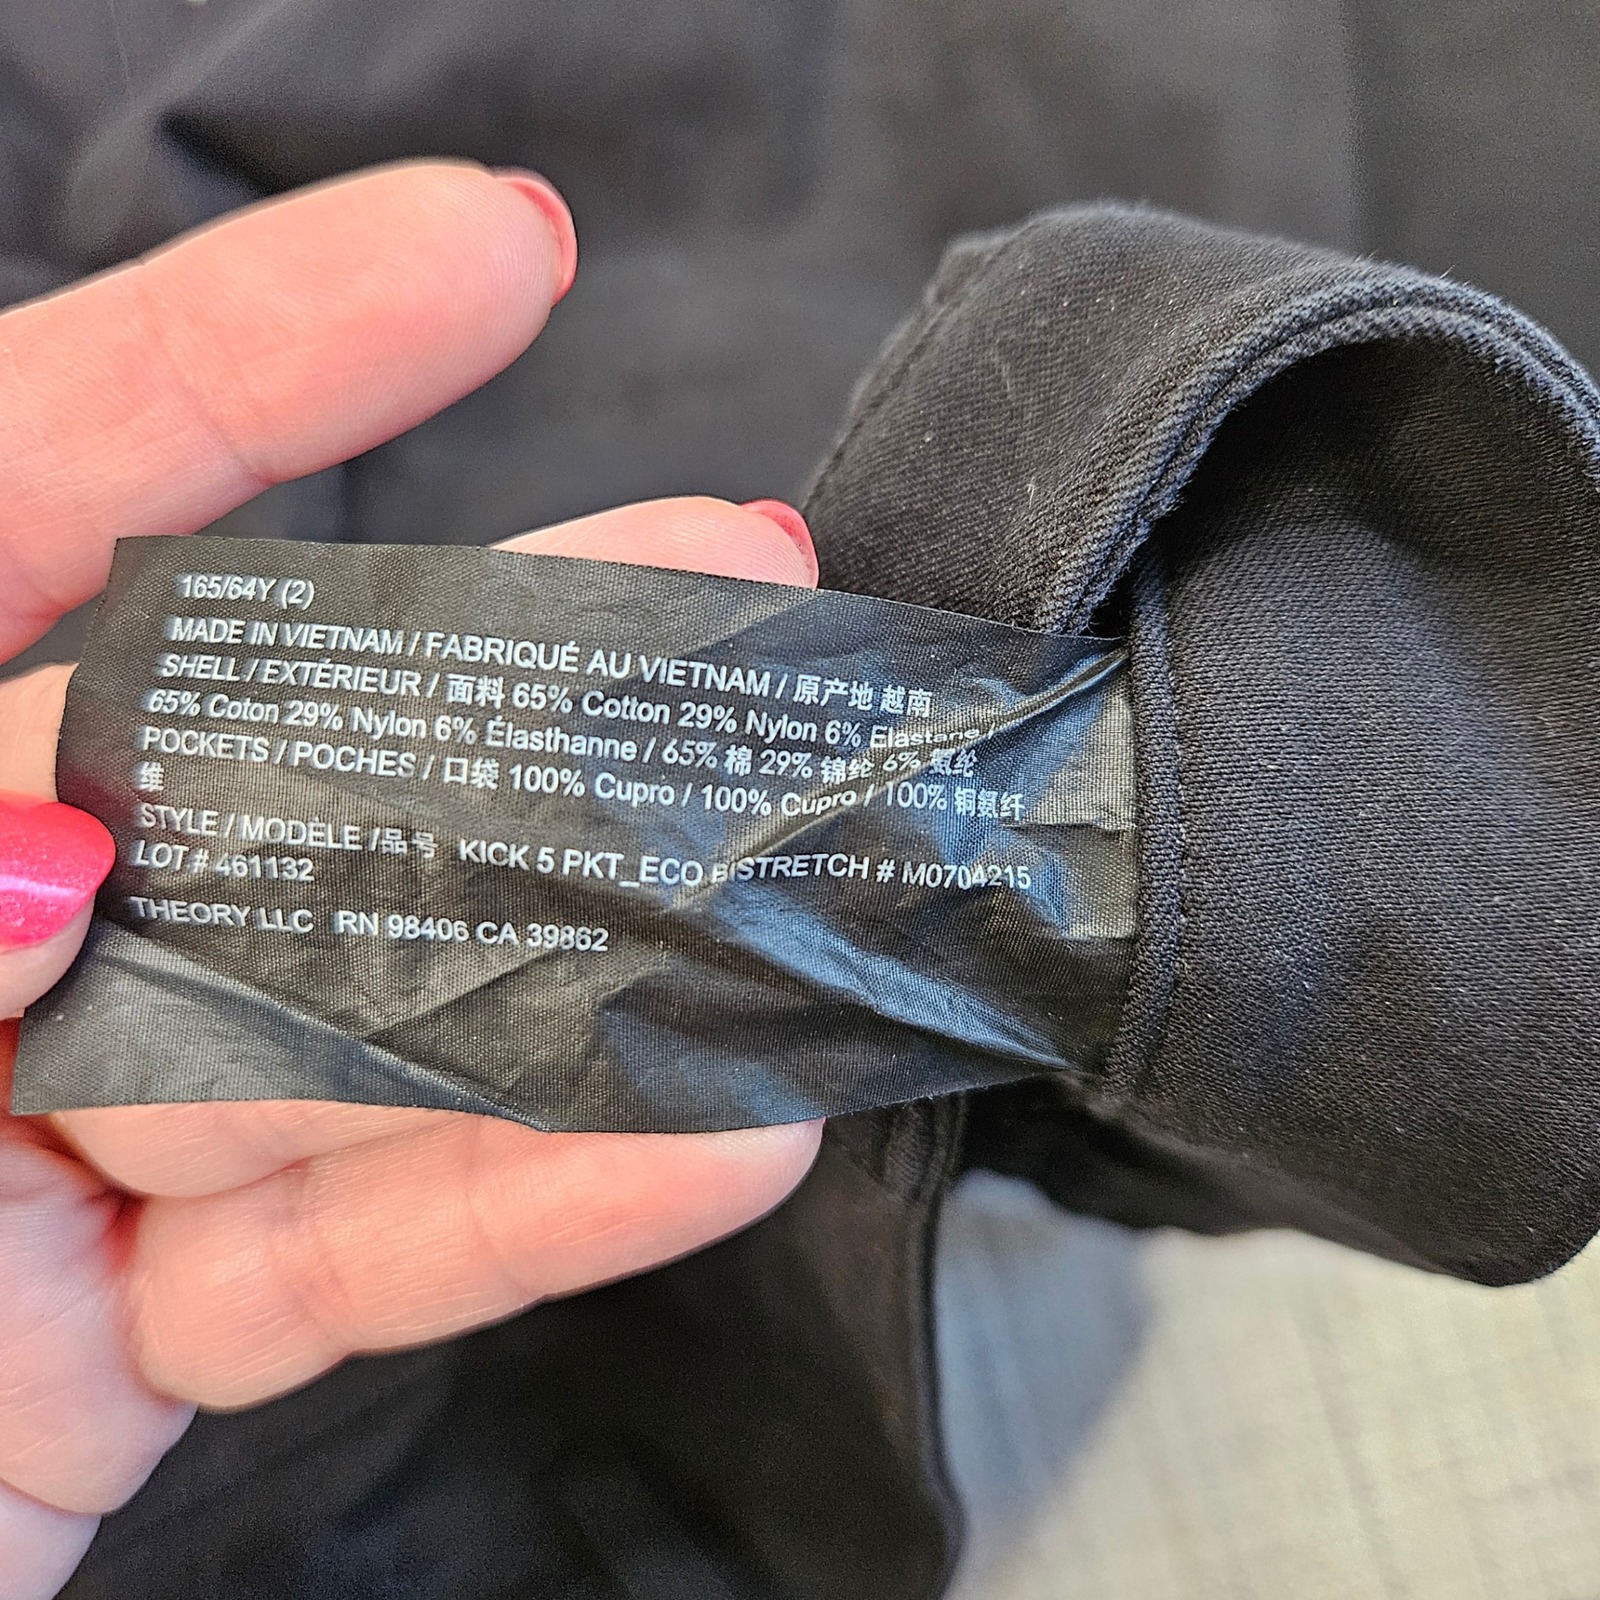 165/64Y (2)
MADE IN VIETNAM / FABRIQUÉ AU VIETNAM / 原产地 越南
SHELL / EXTÉRIEUR / 面料 65% Cotton 29% Nylon 6% Elastane
65% Coton 29% Nylon 6% Élasthanne / 65% 棉 29% 锦纶 6% 氨纶
POCKETS / POCHES / 口袋 100% Cupro / 100% Cupro / 100% 铜氨纤
维
STYLE / MODÈLE /品号 KICK 5 PKT_ECO BISTRETCH # M0704215
LOT # 461132
THEORY LLC RN 98406 CA 39862